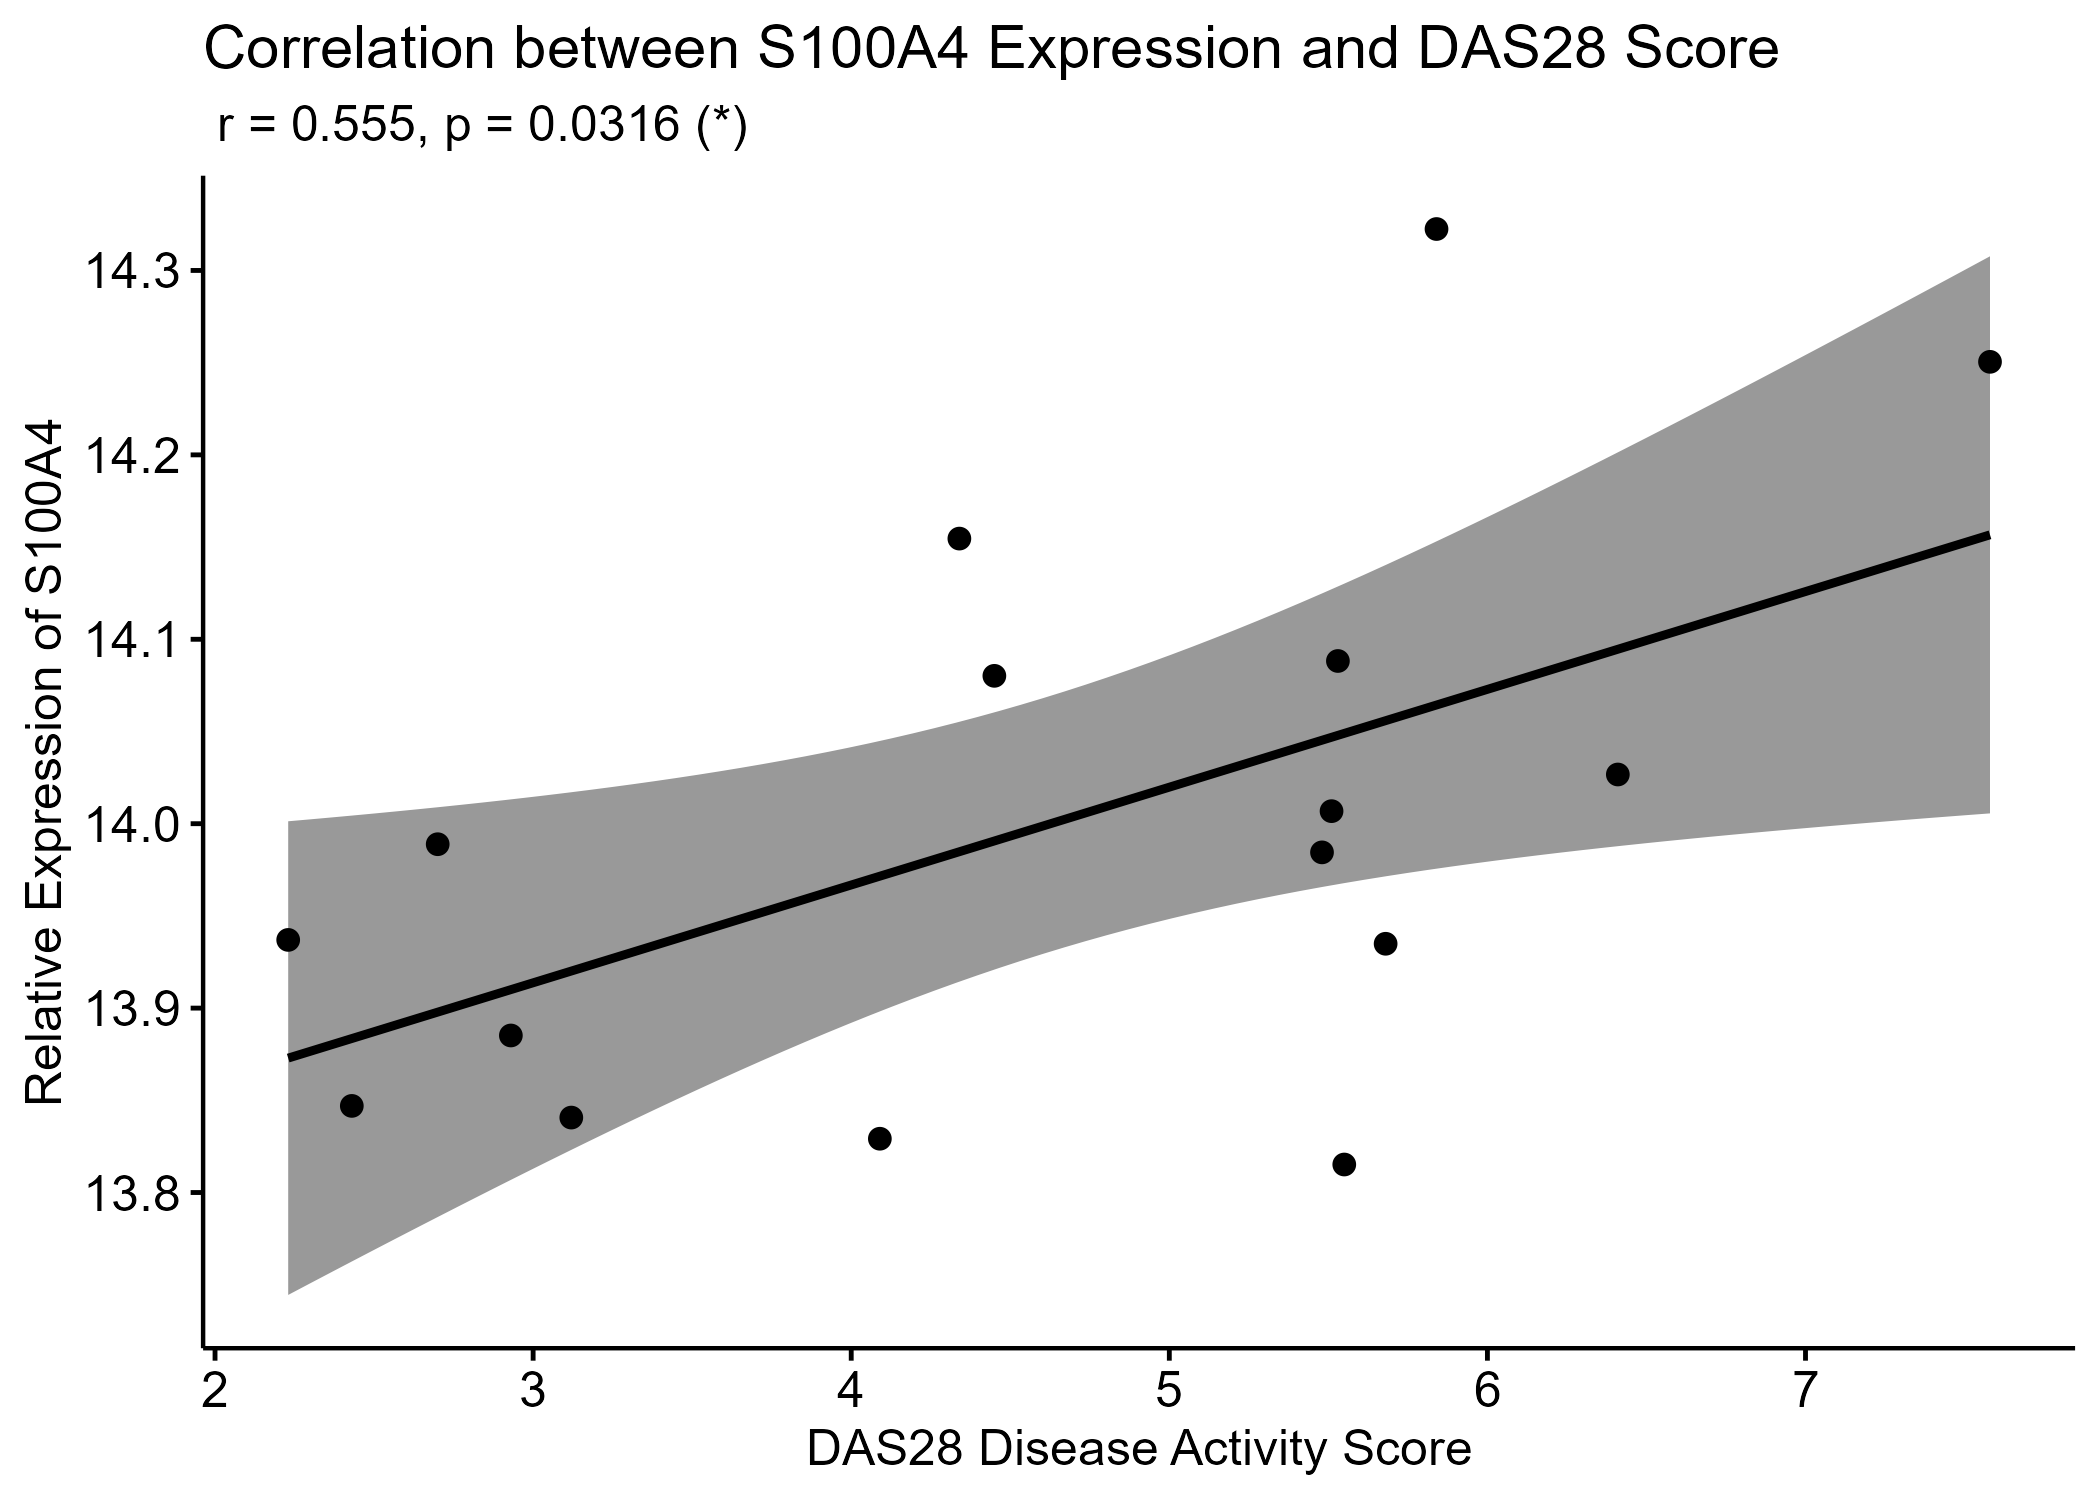 Correlation between S100A4 Expression and DAS28 Score
r = 0.555, p = 0.0316 (*)
Relative Expression of S100A4
14.3
14.2
14.1
14.0
13.9
13.8
2 3 4 5 6 7
DAS28 Disease Activity Score